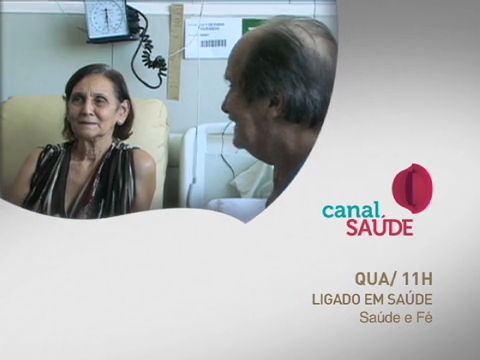 canal
SAÚDE
QUA/ 11H
LIGADO EM SAÚDE
Saúde e Fé